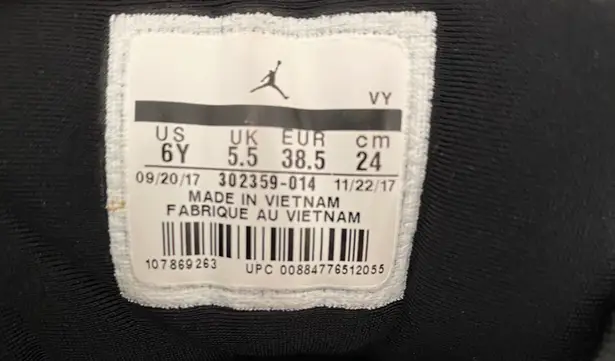 VY
US UK EUR cm
6Y 5.5 38.5 24
09/20/17 302359-014 11/22/17
MADE IN VIETNAM
FABRIQUE AU VIETNAM
107869263 UPC 00884776512055